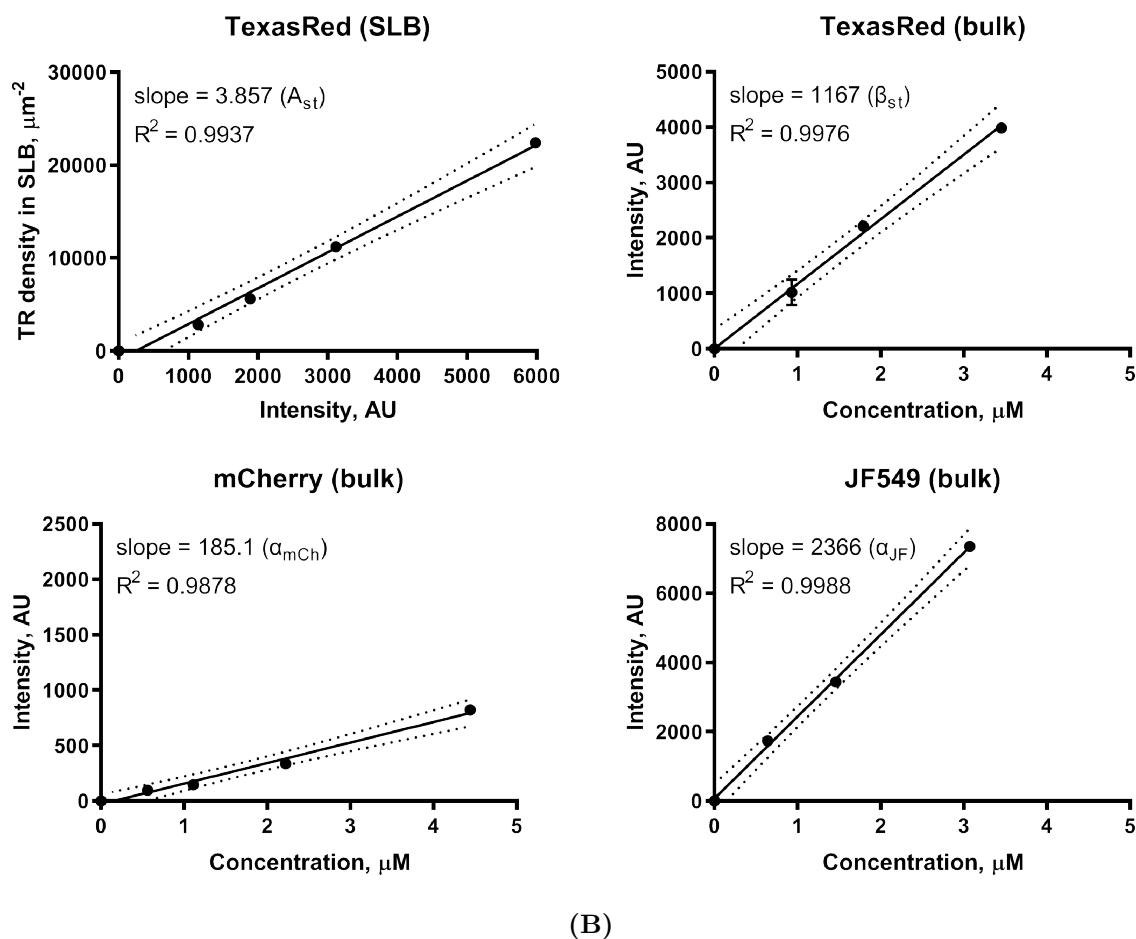 TexasRed (SLB)
slope = 3.857 (Ast)
R2 = 0.9937
TR density in SLB, μm-2
30000
20000
10000
0
0 1000 2000 3000 4000 5000 6000
Intensity, AU
TexasRed (bulk)
slope = 1167 (βst)
R2 = 0.9976
Intensity, AU
5000
4000
3000
2000
1000
0
0 1 2 3 4 5
Concentration, μM
mCherry (bulk)
slope = 185.1 (αmCh)
R2 = 0.9878
Intensity, AU
2500
2000
1500
1000
500
0
0 1 2 3 4 5
Concentration, μM
JF549 (bulk)
slope = 2366 (αJF)
R2 = 0.9988
Intensity, AU
8000
6000
4000
2000
0
0 1 2 3 4 5
Concentration, μM
(B)